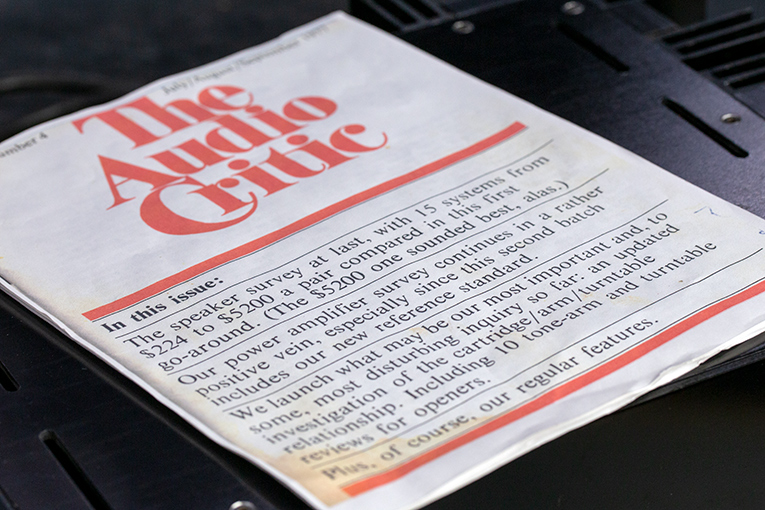 Number 4
July/August/September 1977
The
Audio
Critic
In this issue:
The speaker survey at last, with 15 systems from
$224 to $5200 a pair compared in this first
go-around. (The $5200 one sounded best, alas.)
Our power amplifier survey continues in a rather
positive vein, especially since this second batch
includes our new reference standard.
We launch what may be our most important and, to
some, most disturbing inquiry so far: an updated
investigation of the cartridge/arm/turntable
relationship. Including 10 tone-arm and turntable
reviews for openers.
Plus, of course, our regular features.